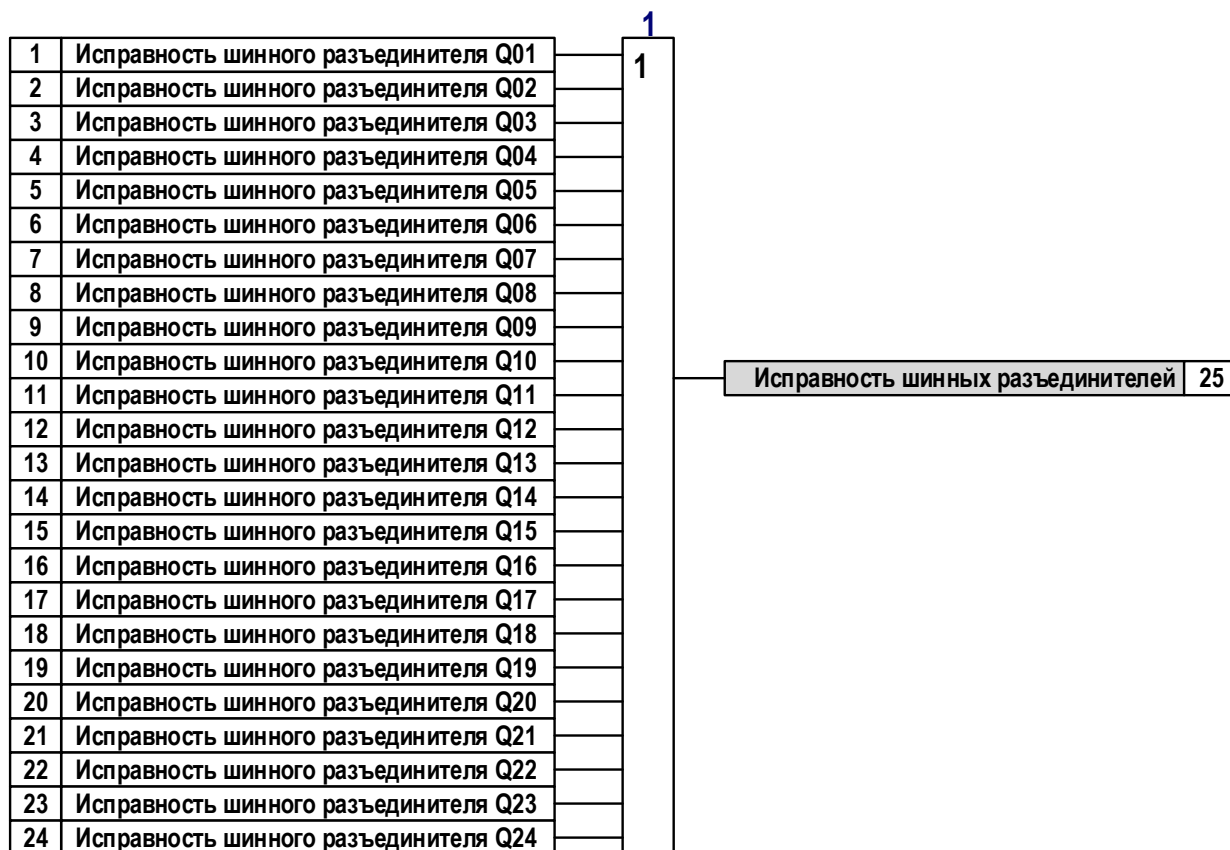 1
1 Исправность шинного разъединителя Q01
1
2 Исправность шинного разъединителя Q02
3 Исправность шинного разъединителя Q03
4 Исправность шинного разъединителя Q04
5 Исправность шинного разъединителя Q05
6 Исправность шинного разъединителя Q06
7 Исправность шинного разъединителя Q07
8 Исправность шинного разъединителя Q08
9 Исправность шинного разъединителя Q09
10 Исправность шинного разъединителя Q10
Исправность шинных разъединителей 25
11 Исправность шинного разъединителя Q11
12 Исправность шинного разъединителя Q12
13 Исправность шинного разъединителя Q13
14 Исправность шинного разъединителя Q14
15 Исправность шинного разъединителя Q15
16 Исправность шинного разъединителя Q16
17 Исправность шинного разъединителя Q17
18 Исправность шинного разъединителя Q18
19 Исправность шинного разъединителя Q19
20 Исправность шинного разъединителя Q20
21 Исправность шинного разъединителя Q21
22 Исправность шинного разъединителя Q22
23 Исправность шинного разъединителя Q23
24 Исправность шинного разъединителя Q24